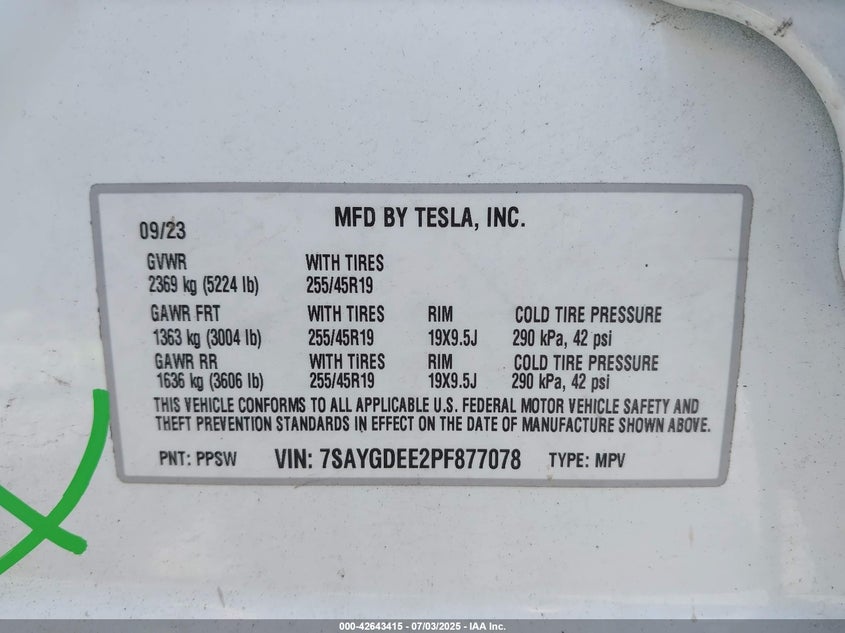 MFD BY TESLA, INC.
09/23
GVWR WITH TIRES
2369 kg (5224 lb) 255/45R19
GAWR FRT WITH TIRES RIM COLD TIRE PRESSURE
1363 kg (3004 lb) 255/45R19 19X9.5J 290 kPa, 42 psi
GAWR RR WITH TIRES RIM COLD TIRE PRESSURE
1636 kg (3606 lb) 255/45R19 19X9.5J 290 kPa, 42 psi
THIS VEHICLE CONFORMS TO ALL APPLICABLE U.S. FEDERAL MOTOR VEHICLE SAFETY AND
THEFT PREVENTION STANDARDS IN EFFECT ON THE DATE OF MANUFACTURE SHOWN ABOVE.
PNT: PPSW VIN: 7SAYGDEE2PF877078 TYPE: MPV
000-42643415 - 07/03/2025 - IAA Inc.